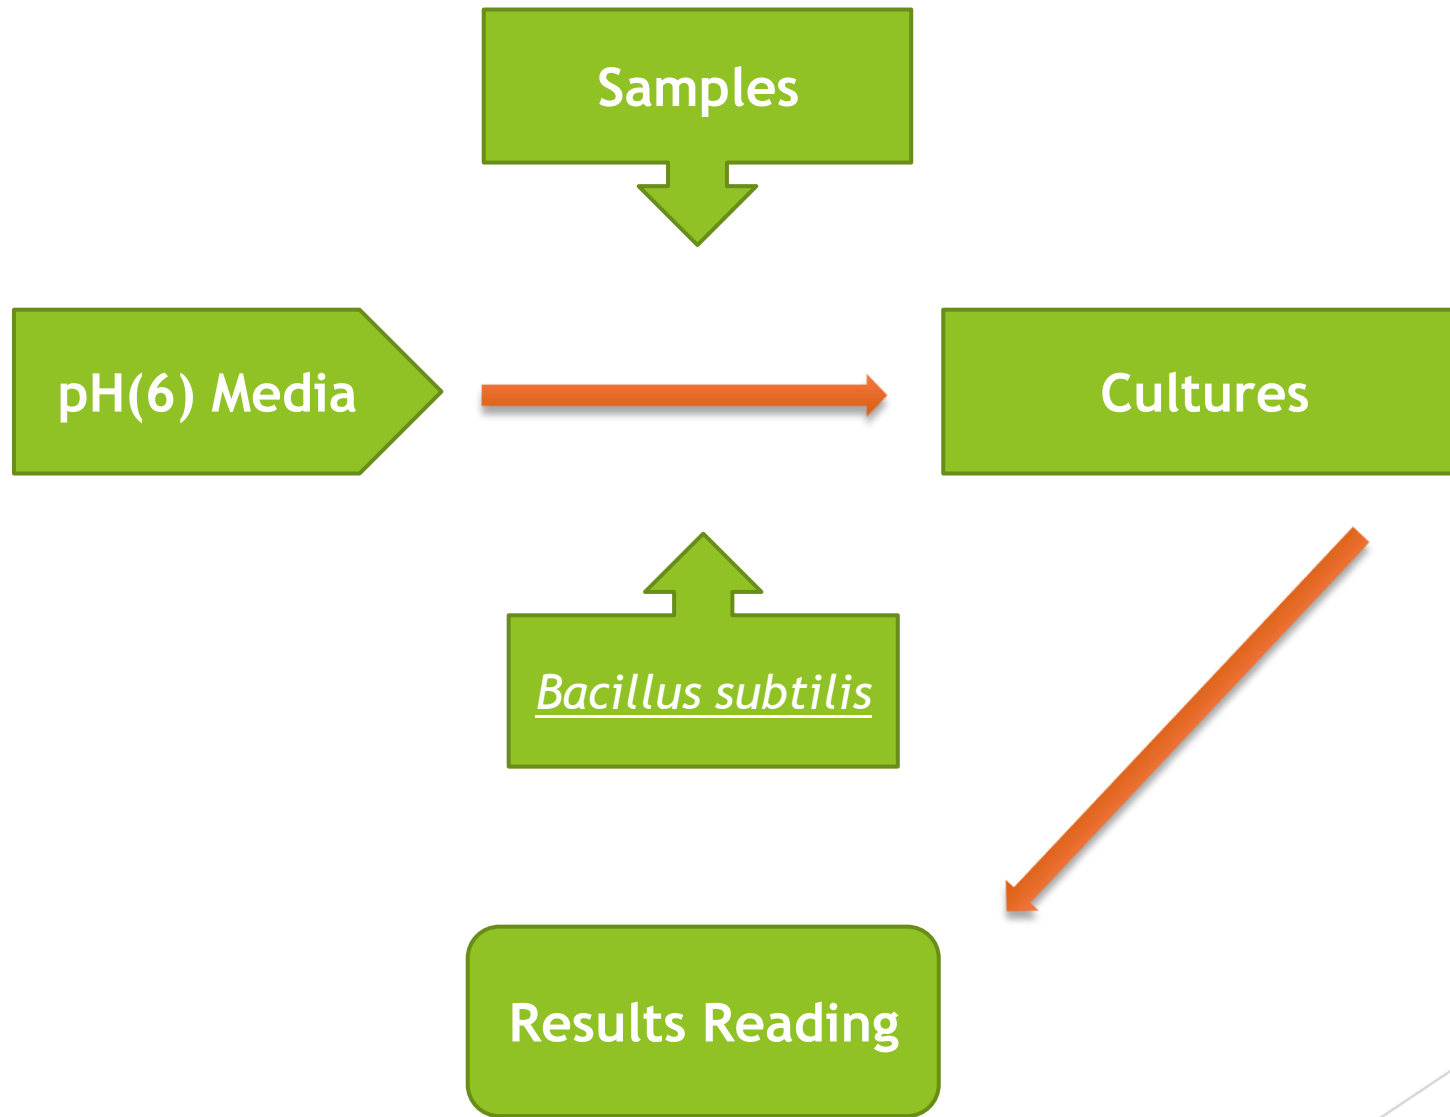 Samples
pH(6) Media
Cultures
Bacillus subtilis
Results Reading